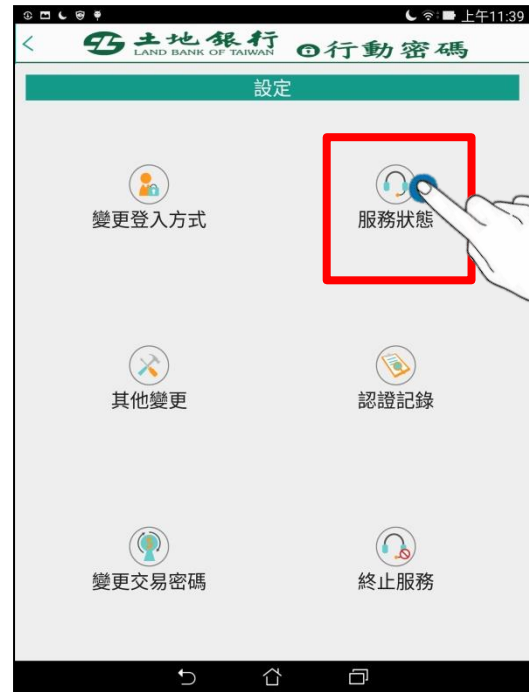 上午11:39
土地銀行
LAND BANK OF TAIWAN
行動密碼
設定
變更登入方式
服務狀態
其他變更
認證記錄
變更交易密碼
終止服務